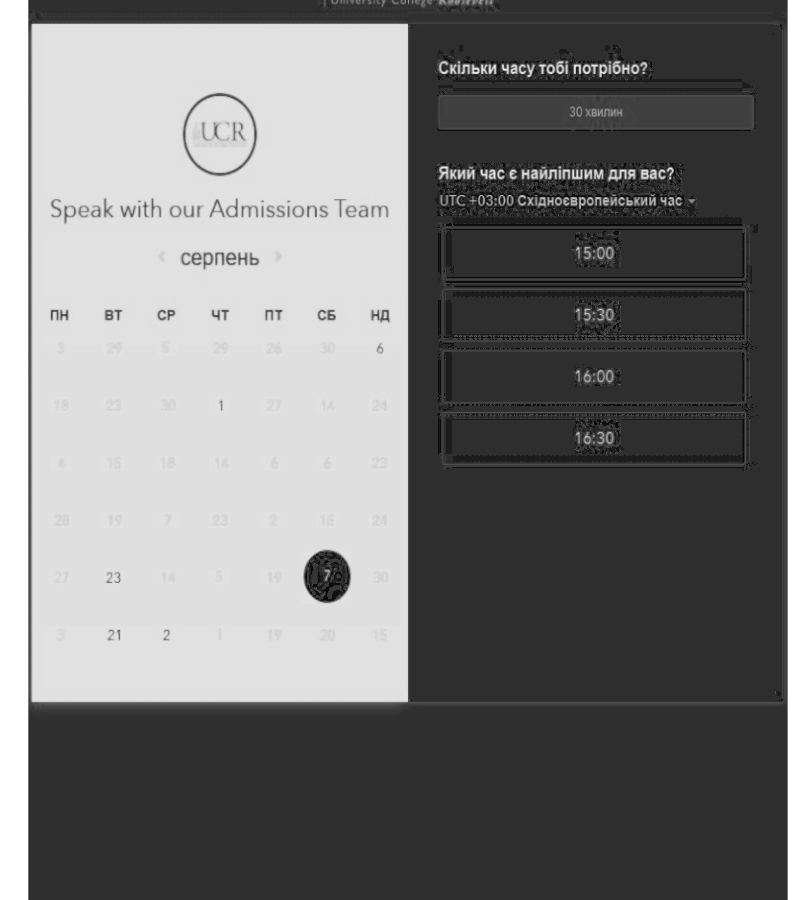 | University College Roosevelt
UCR
Speak with our Admissions Team
серпень
ПН ВТ СР ЧТ ПТ СБ НД
3 29 5 29 26 30 6
18 23 30 1 27 14 24
4 15 18 14 6 6 23
28 19 7 23 2 15 24
27 23 14 5 19 7 30
3 21 2 1 19 20 15
Скільки часу тобі потрібно?
30 хвилин
Який час є найліпшим для вас?
UTC +03:00 Східноєвропейський час
15:00
15:30
16:00
16:30